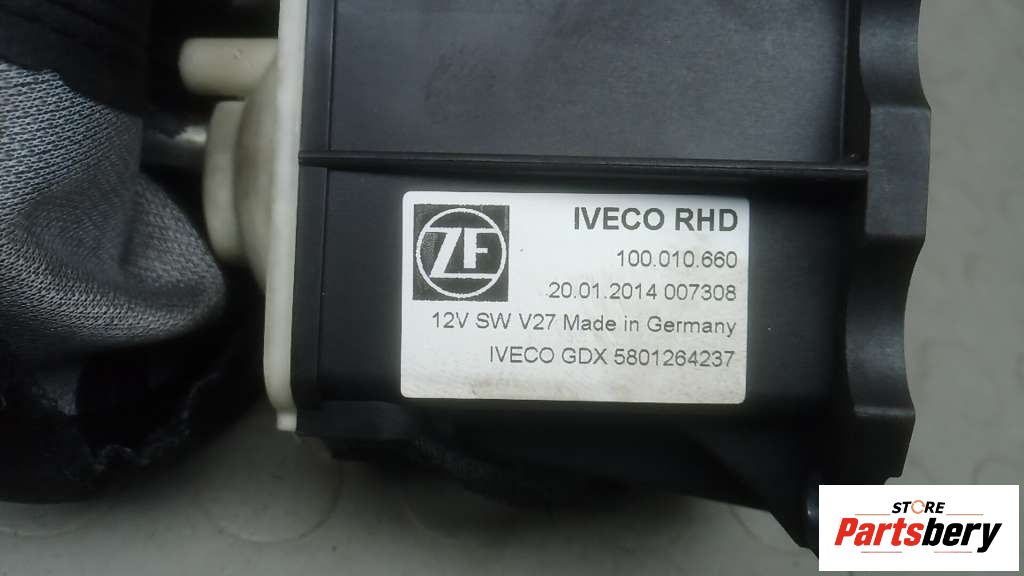 ZF
IVECO RHD
100.010.660
20.01.2014 007308
12V SW V27 Made in Germany
IVECO GDX 5801264237
STORE
Partsbery